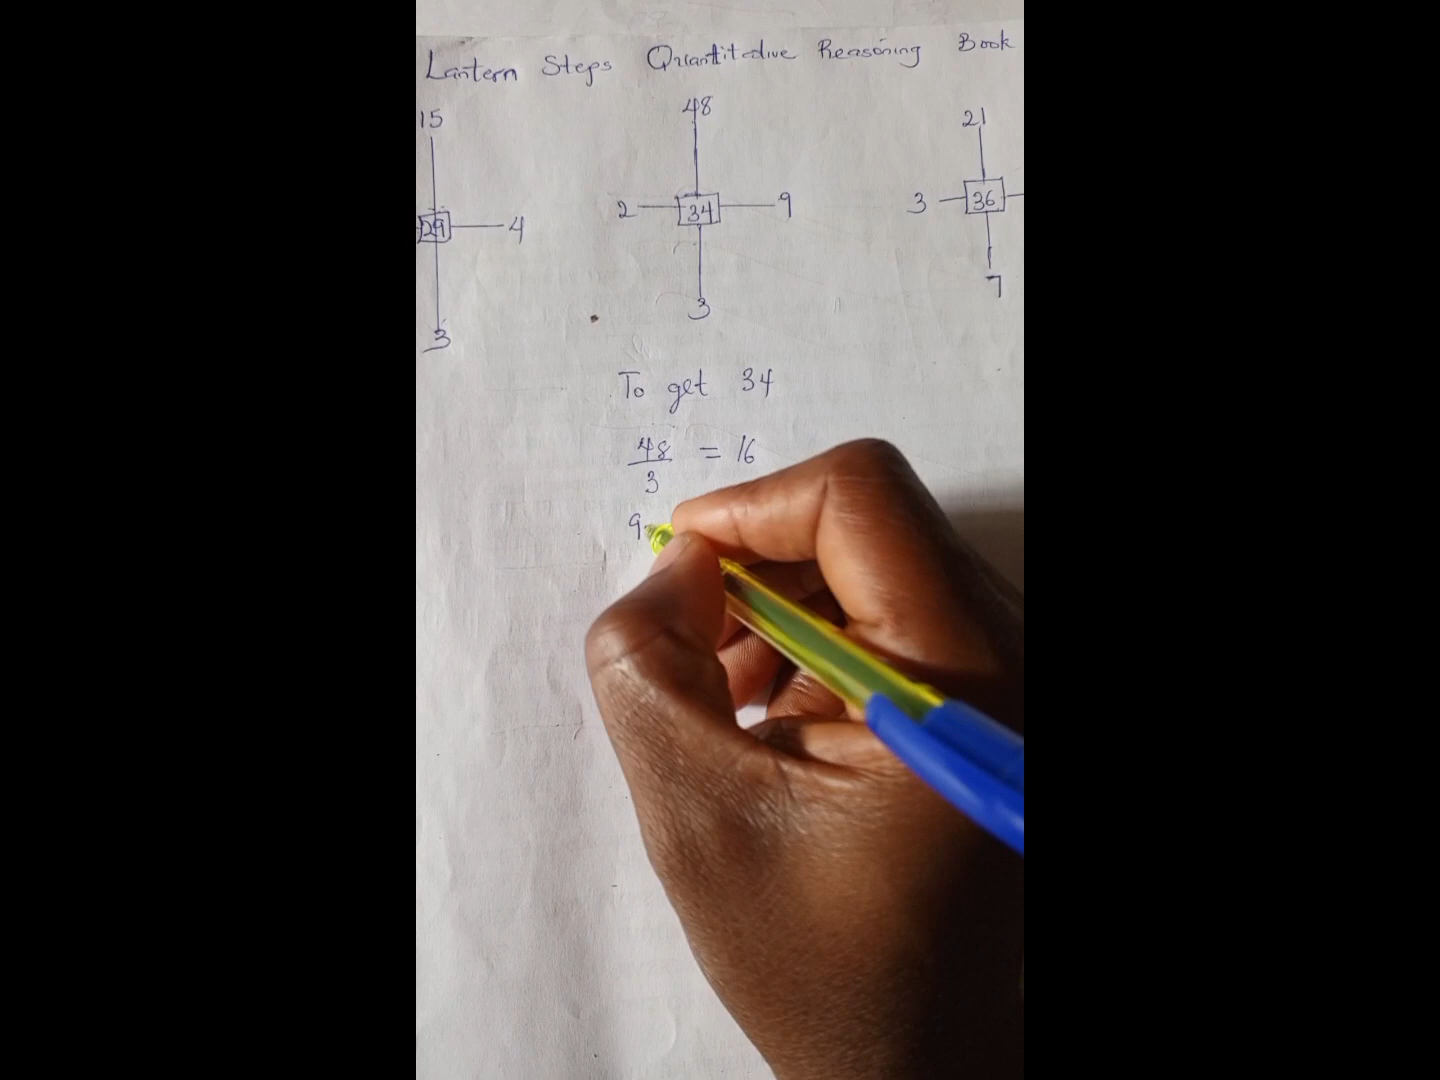 Lantern Steps Quantitative Reasoning Book
15
29 4
3
48
2 34 9
3
21
3 36
7
To get 34
48 = 16
3
9